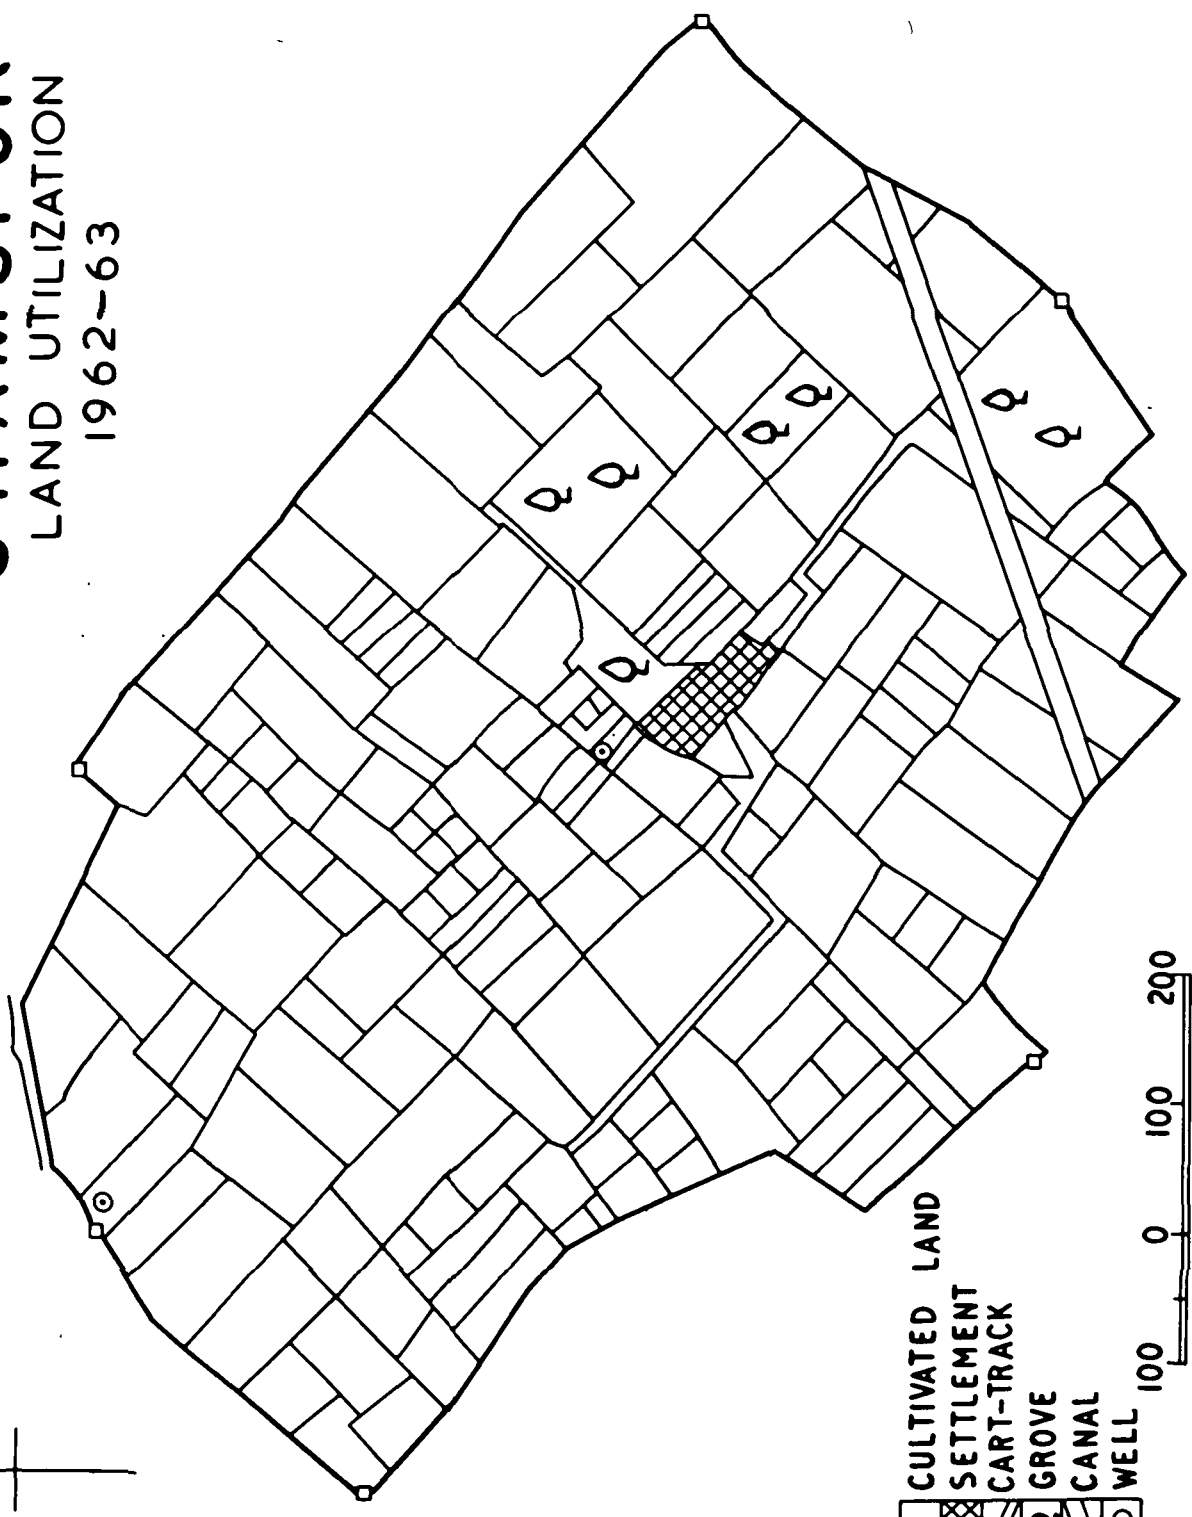 LAND UTILIZATION
1962-63
CULTIVATED LAND
SETTLEMENT
CART-TRACK
GROVE
CANAL
WELL
100 0 100 200